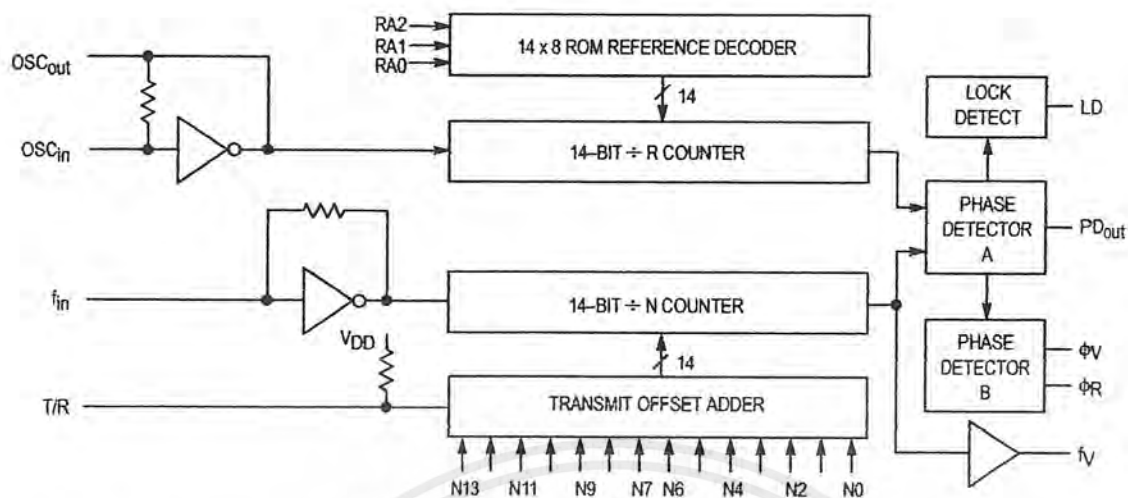 RA2
RA1
RA0
14 x 8 ROM REFERENCE DECODER
OSCout
14
LOCK
DETECT
LD
OSCin
14–BIT ÷ R COUNTER
PHASE
DETECTOR
A
PDout
fin
14–BIT ÷ N COUNTER
VDD
14
PHASE
DETECTOR
B
ϕV
ϕR
T/R
TRANSMIT OFFSET ADDER
fV
N13 N11 N9 N7 N6 N4 N2 N0